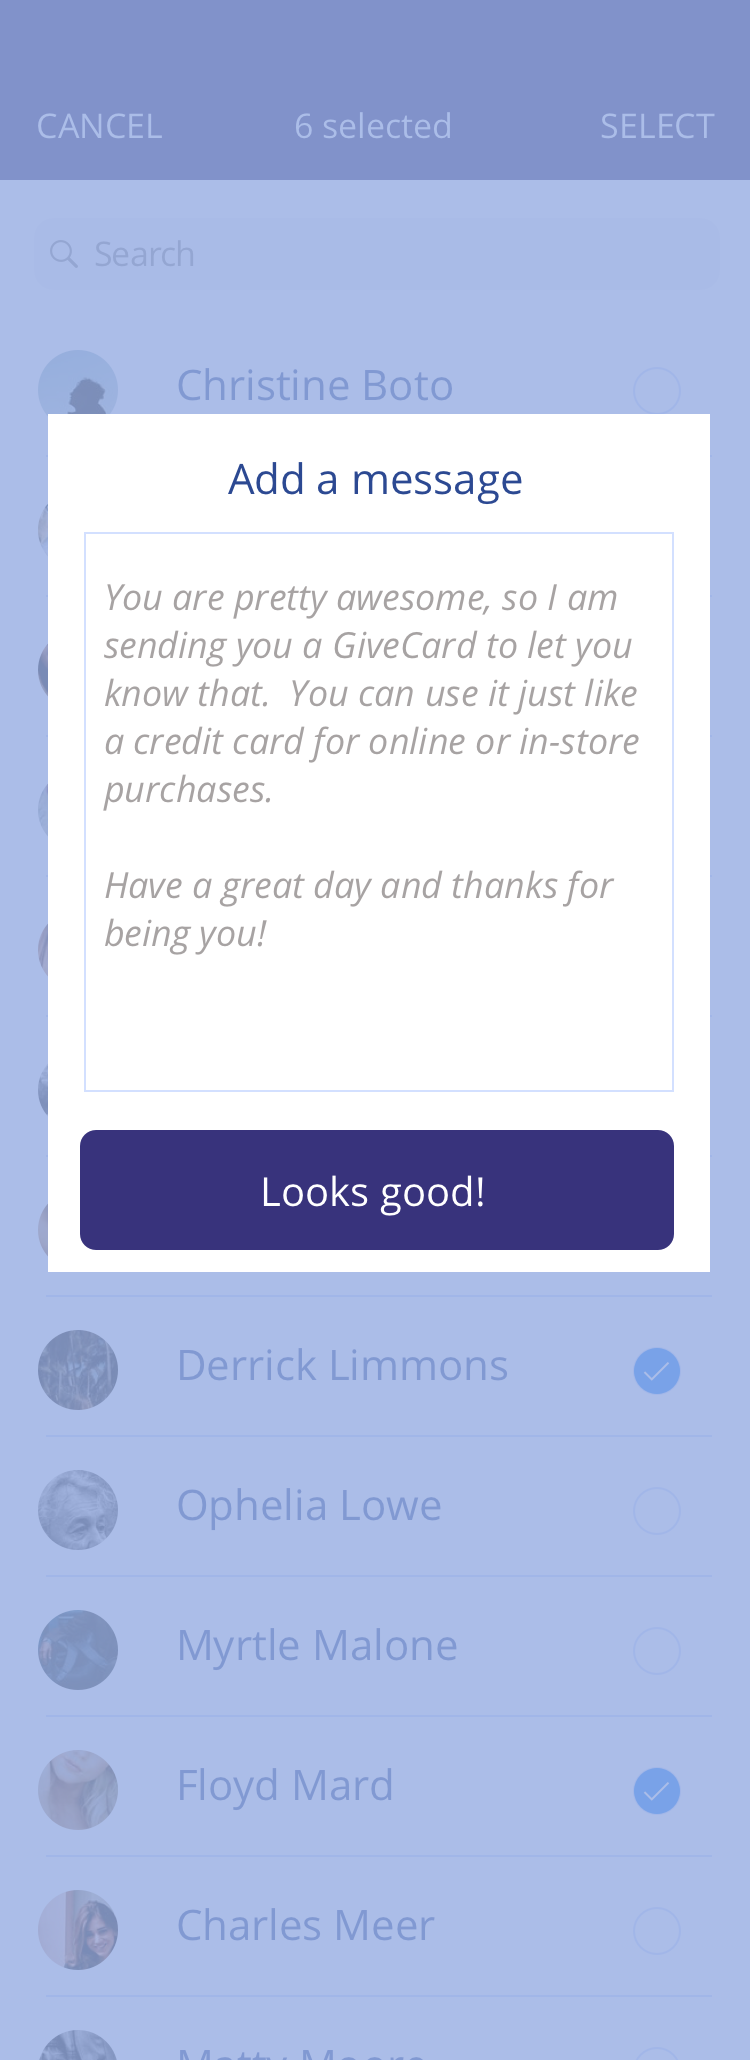 CANCEL 6 selected SELECT
Search
Christine Boto
Add a message
You are pretty awesome, so I am
sending you a GiveCard to let you
know that.  You can use it just like
a credit card for online or in-store
purchases.
Have a great day and thanks for
being you!
Looks good!
Derrick Limmons
Ophelia Lowe
Myrtle Malone
Floyd Mard
Charles Meer
Matty Moore